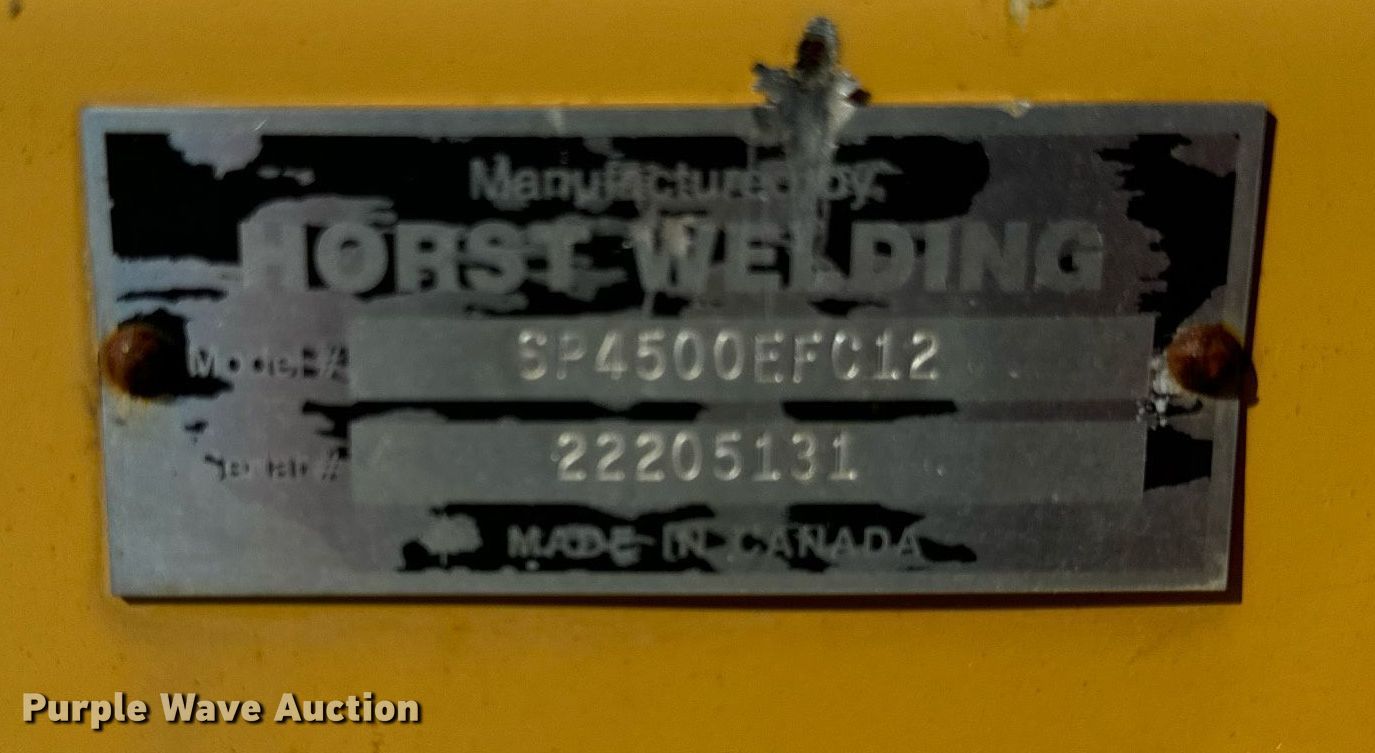 Manufactured by
HORST WELDING
Model # SP4500EFC12
Serial # 22205131
MADE IN CANADA
Purple Wave Auction